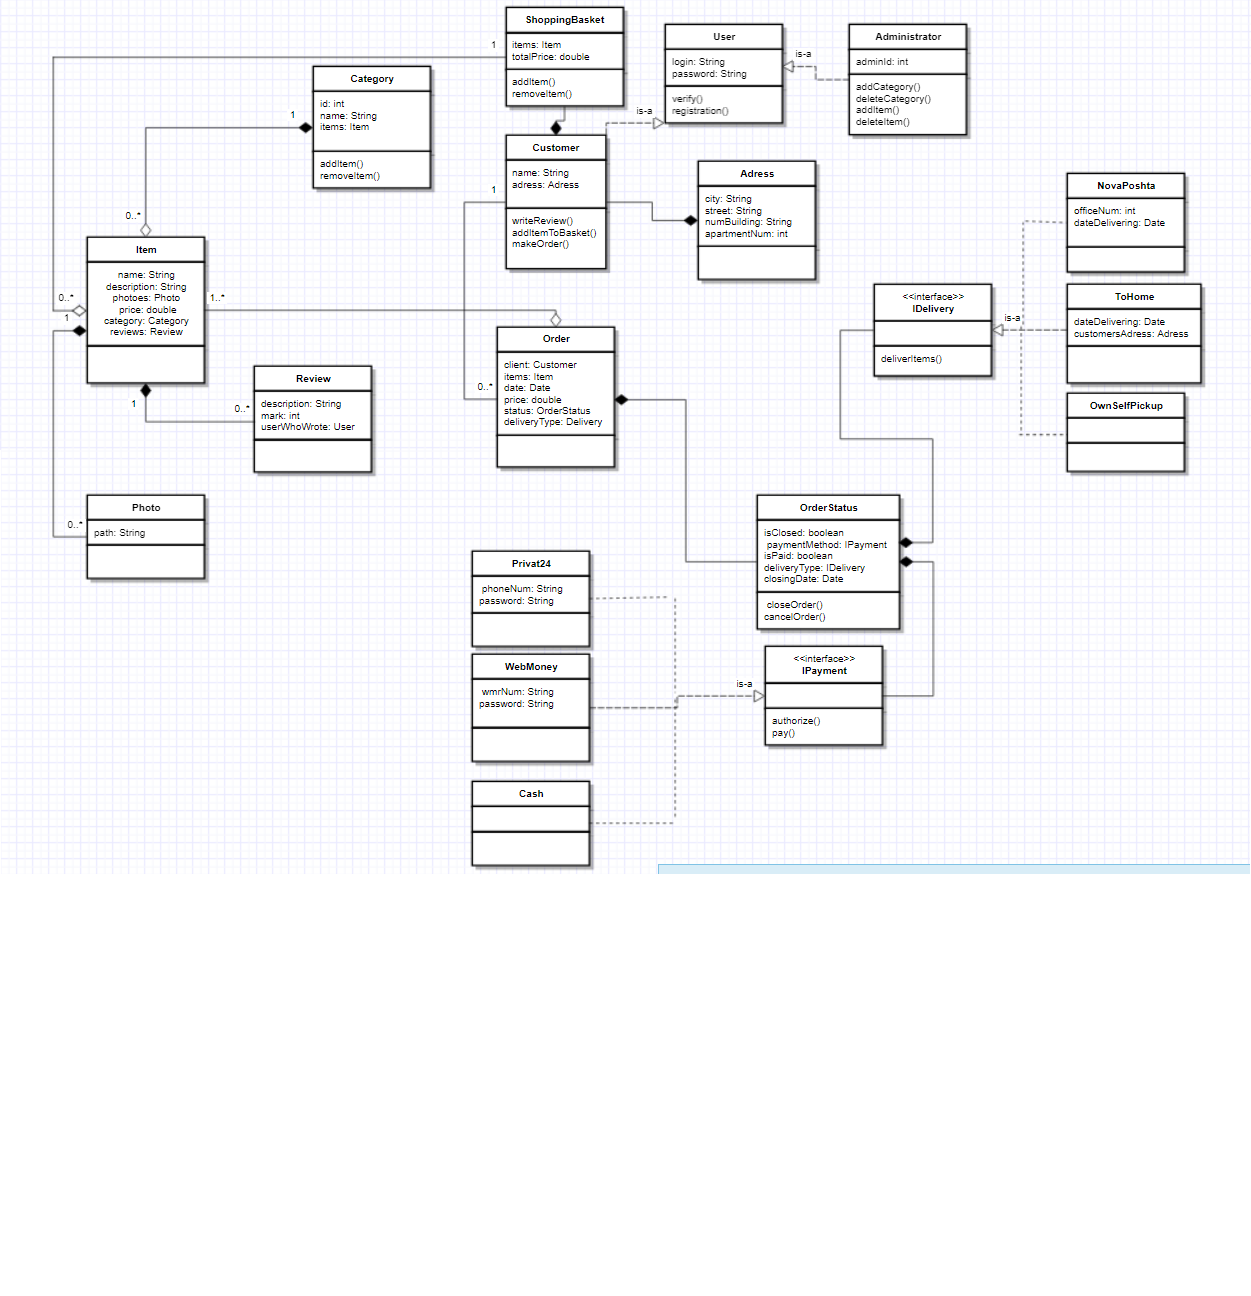 ShoppingBasket
items: Item
totalPrice: double
addItem()
removeItem()
1
User
login: String
password: String
verify()
registration()
is-a
Administrator
adminId: int
addCategory()
deleteCategory()
addItem()
deleteItem()
is-a
Category
id: int
name: String
items: Item
addItem()
removeItem()
1
0..*
Customer
name: String
adress: Adress
writeReview()
addItemToBasket()
makeOrder()
1
Adress
city: String
street: String
numBuilding: String
apartmentNum: int
NovaPoshta
officeNum: int
dateDelivering: Date
Item
name: String
description: String
photoes: Photo
price: double
category: Category
reviews: Review
0..*
1
1..*
1
<<interface>>
IDelivery
deliverItems()
is-a
ToHome
dateDelivering: Date
customersAdress: Adress
OwnSelfPickup
Order
client: Customer
items: Item
date: Date
price: double
status: OrderStatus
deliveryType: Delivery
0..*
Review
description: String
mark: int
userWhoWrote: User
0..*
Photo
path: String
0..*
OrderStatus
isClosed: boolean
paymentMethod: IPayment
isPaid: boolean
deliveryType: IDelivery
closingDate: Date
closeOrder()
cancelOrder()
Privat24
phoneNum: String
password: String
WebMoney
wmrNum: String
password: String
is-a
<<interface>>
IPayment
authorize()
pay()
Cash